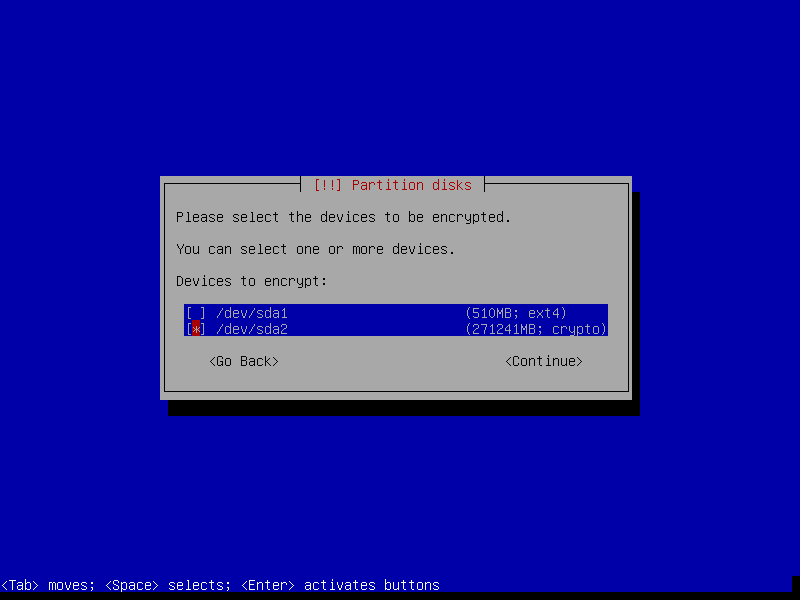 [!!] Partition disks
Please select the devices to be encrypted.
You can select one or more devices.
Devices to encrypt:
[ ] /dev/sda1 (510MB; ext4)
[*] /dev/sda2 (271241MB; crypto)
<Go Back> <Continue>
<Tab> moves; <Space> selects; <Enter> activates buttons